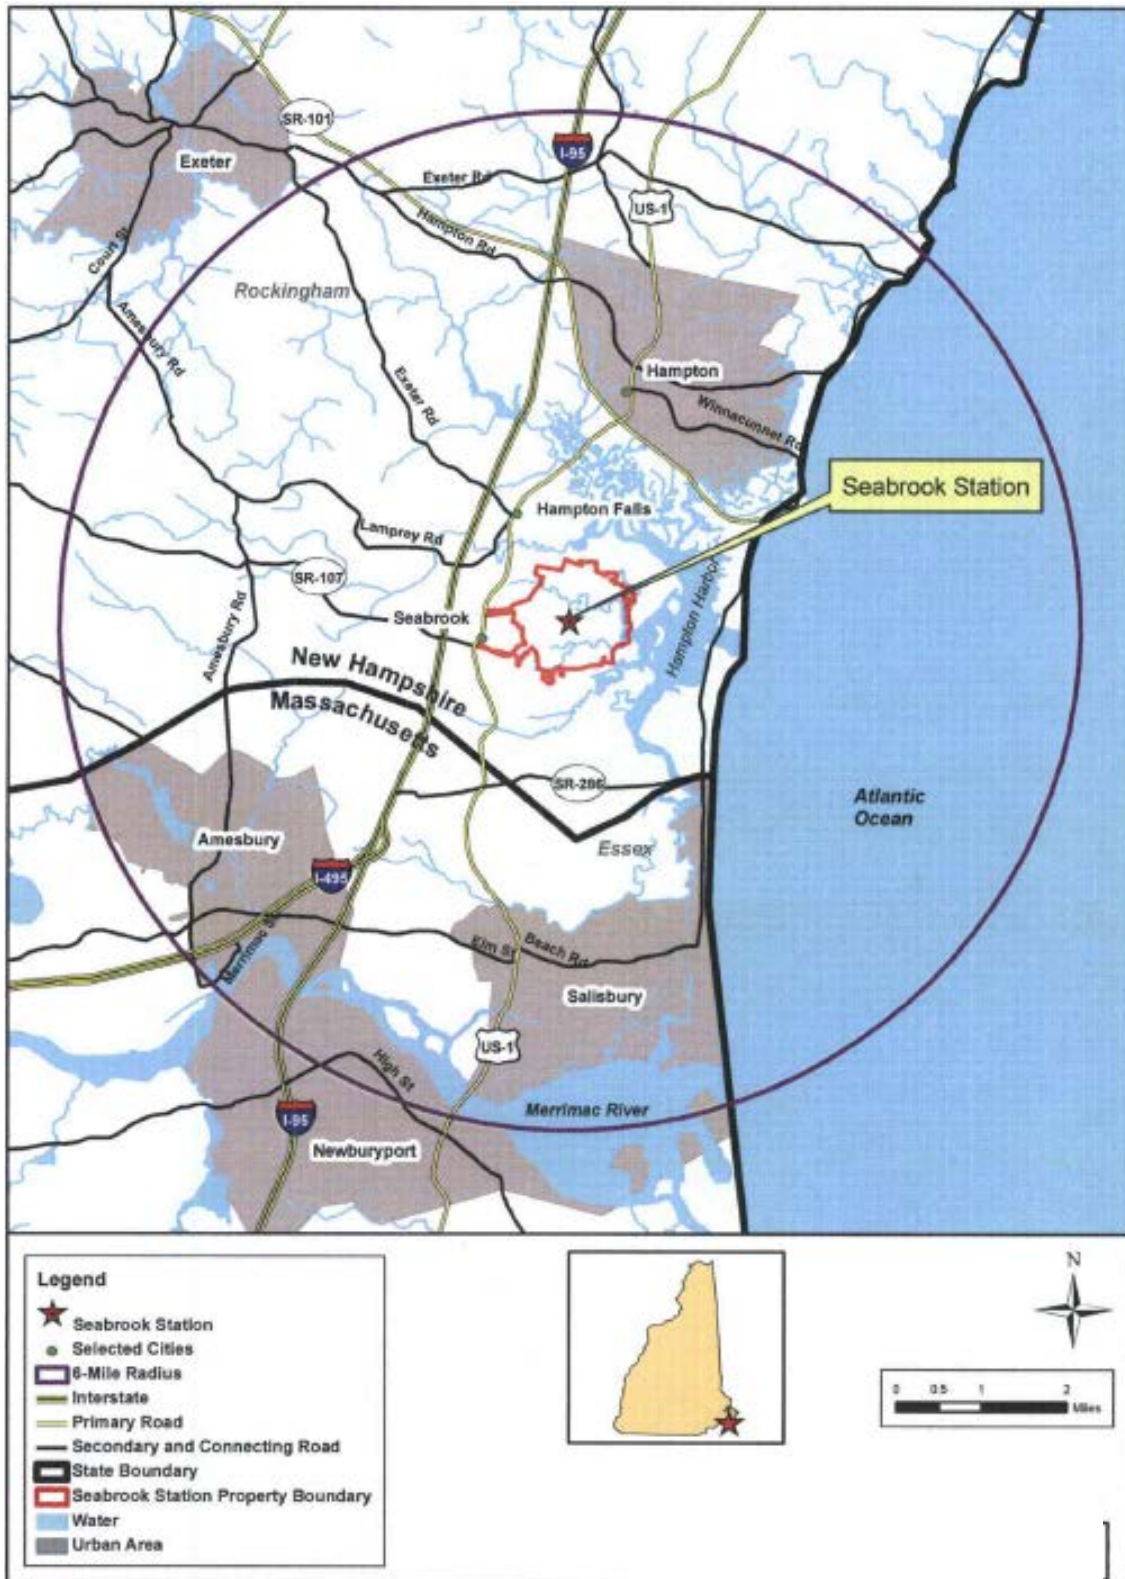 SR-101
I-95
Exeter
Exeter Rd
US-1
Hampton Rd
Court St
Rockingham
Amesbury Rd
Hampton
Exeter Rd
Winnacunnet Rd
Seabrook Station
Hampton Falls
Lamprey Rd
SR-107
Hampton Harbor
Amesbury Rd
Seabrook
New Hampshire
Massachusetts
SR-286
Atlantic
Ocean
Amesbury
Essex
I-495
Merrimac St
Elm St
Beach Rd
Salisbury
US-1
High St
Merrimac River
I-95
Newburyport
Legend
Seabrook Station
Selected Cities
6-Mile Radius
Interstate
Primary Road
Secondary and Connecting Road
State Boundary
Seabrook Station Property Boundary
Water
Urban Area
N
0 0.5 1 2
Miles